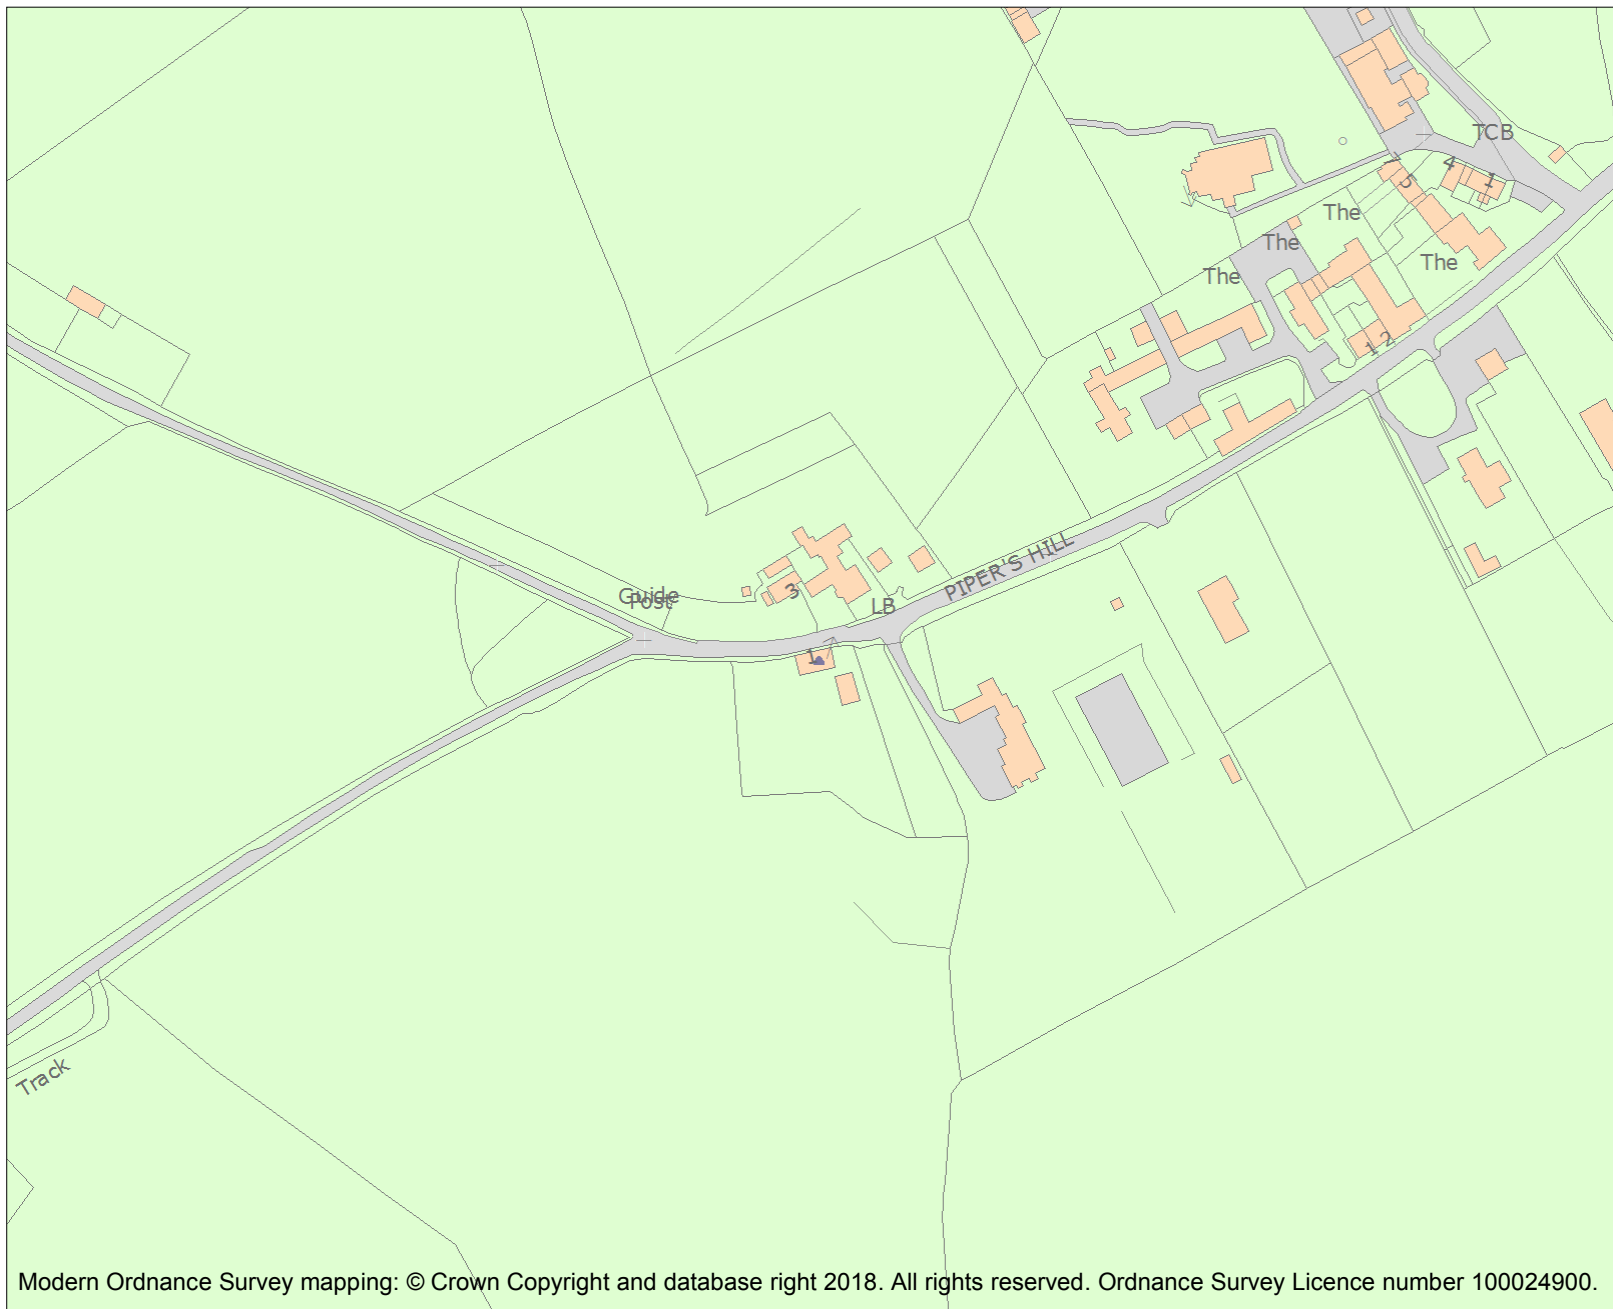 TCB
4
1
7
5
The
The
The
The
1 2
PIPER'S HILL
Guide
Post
3
LB
1
Track
Modern Ordnance Survey mapping: © Crown Copyright and database right 2018. All rights reserved. Ordnance Survey Licence number 100024900.